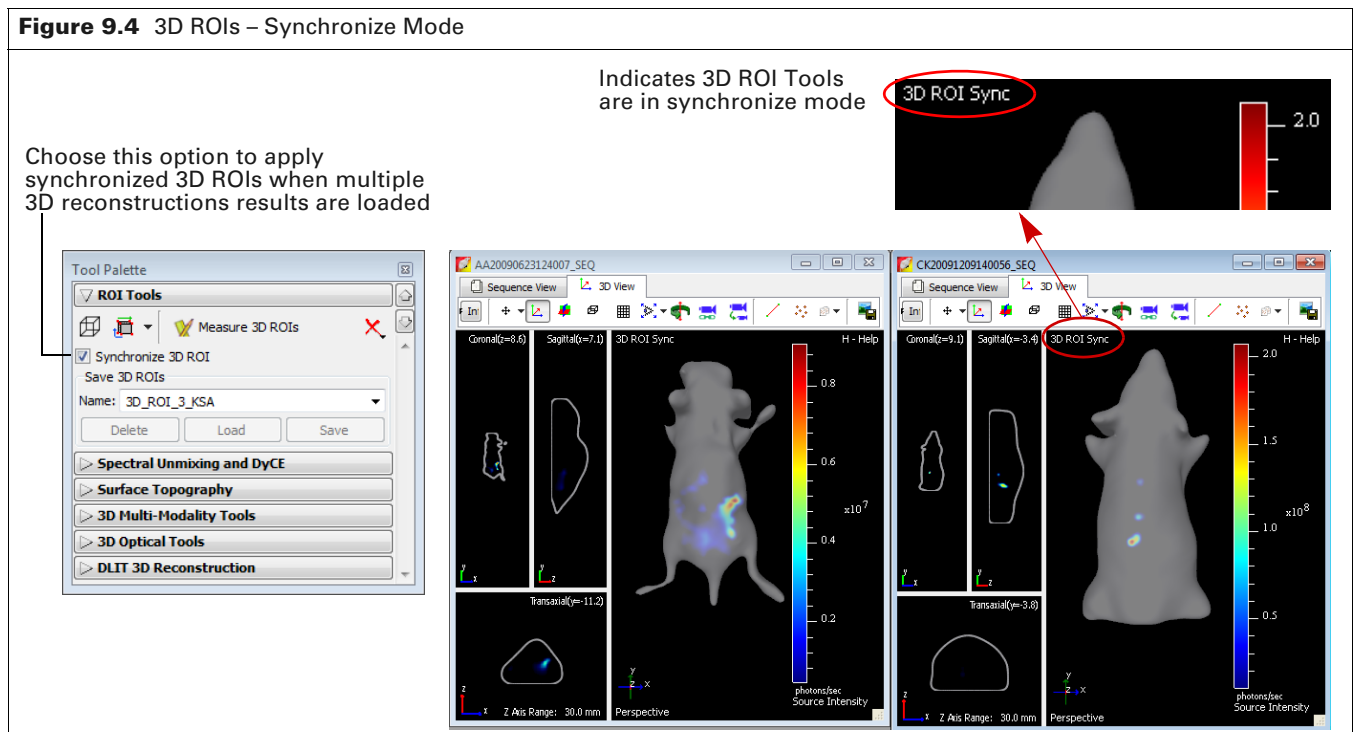 Figure 9.4 3D ROIs – Synchronize Mode
Indicates 3D ROI Tools
are in synchronize mode
3D ROI Sync
2.0
Choose this option to apply
synchronized 3D ROIs when multiple
3D reconstructions results are loaded
Tool Palette
ROI Tools
Measure 3D ROIs
Synchronize 3D ROI
Save 3D ROIs
Name: 3D_ROI_3_KSA
Delete Load Save
Spectral Unmixing and DyCE
Surface Topography
3D Multi-Modality Tools
3D Optical Tools
DLIT 3D Reconstruction
AA20090623124007_SEQ
Sequence View 3D View
In
Coronal(z=8.6) Sagittal(x=7.1) 3D ROI Sync H - Help
0.8
0.6
x10^7
0.4
0.2
y
x
y
z
Transaxial(y=-11.2)
z
x
Z Axis Range: 30.0 mm
y
z x
Perspective
photons/sec
Source Intensity
CK20091209140056_SEQ
Sequence View 3D View
In
Coronal(z=9.1) Sagittal(x=-3.4) 3D ROI Sync H - Help
2.0
1.5
x10^8
1.0
0.5
y
x
y
z
Transaxial(y=-3.8)
z
x
Z Axis Range: 30.0 mm
y
z x
Perspective
photons/sec
Source Intensity